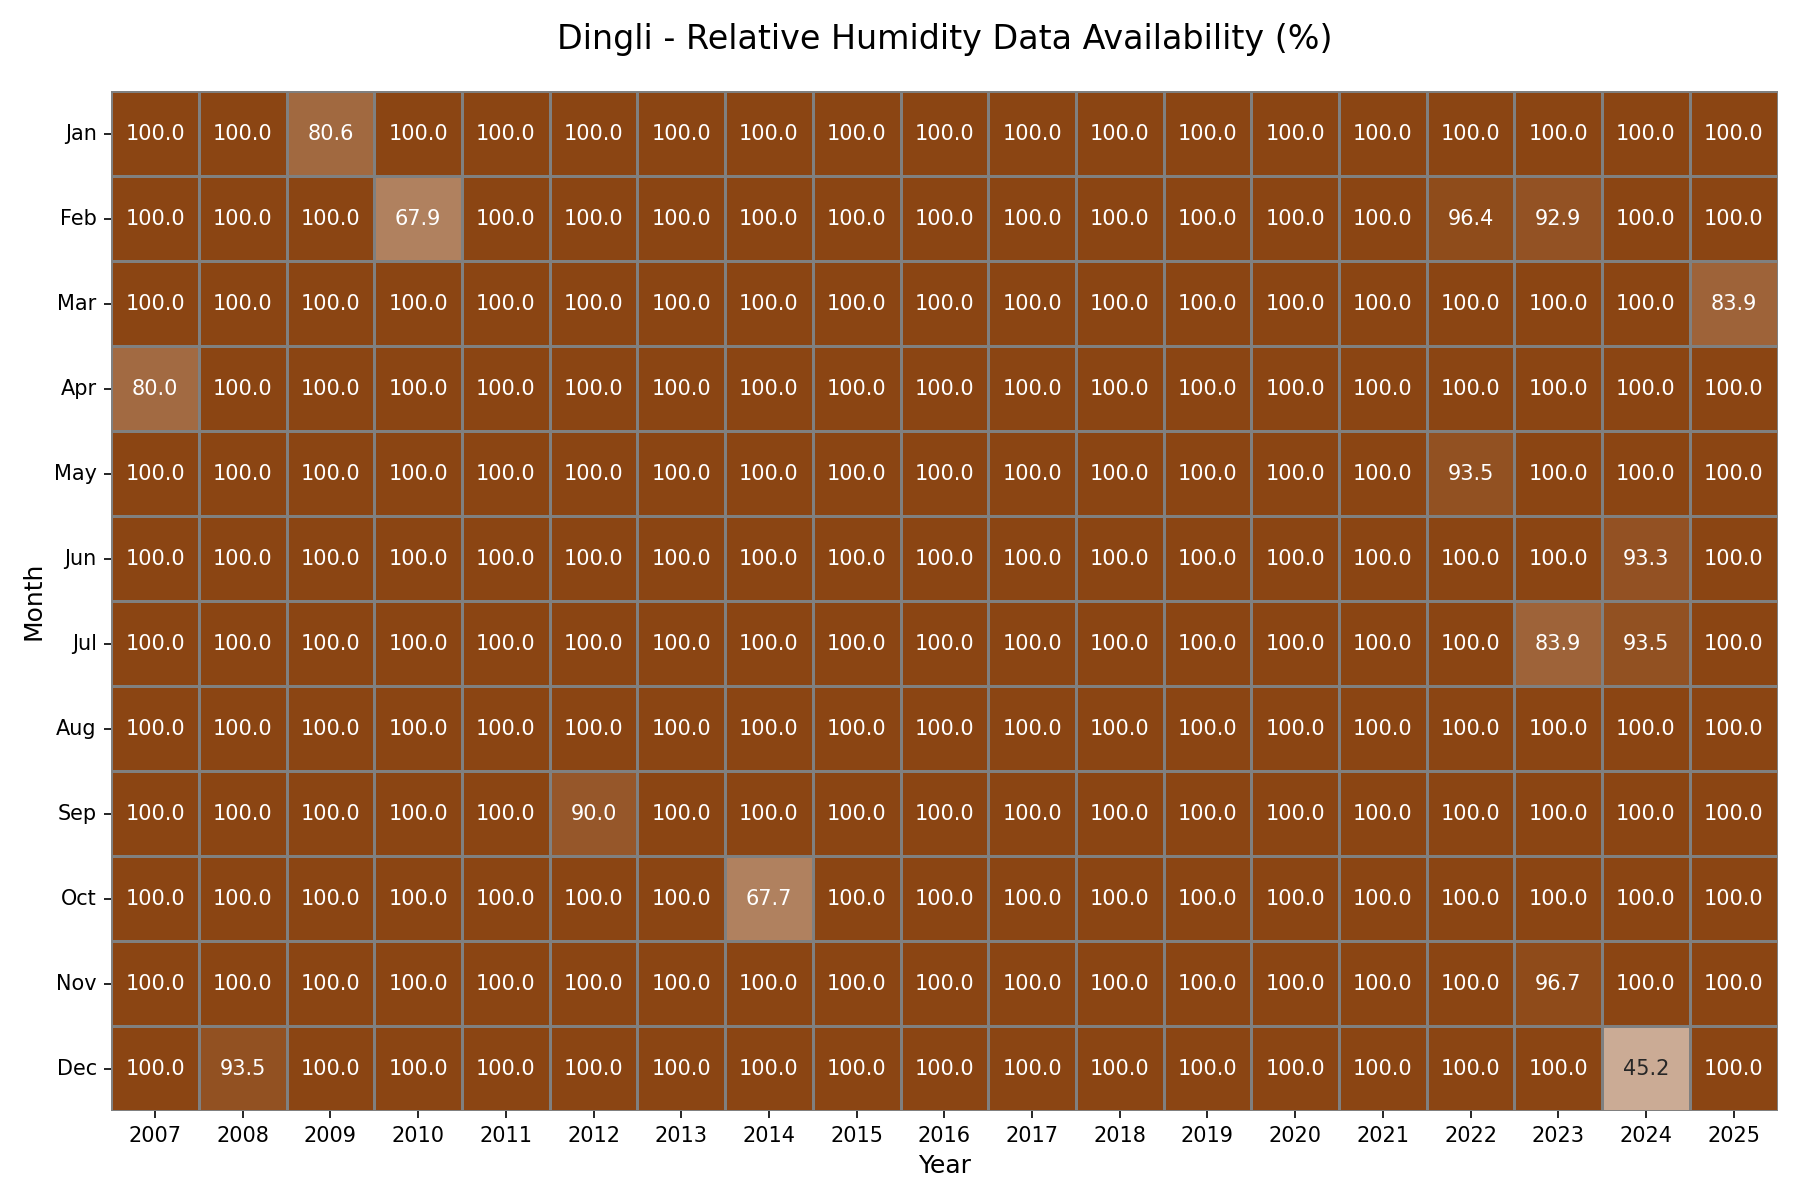 Dingli - Relative Humidity Data Availability (%)
Jan 100.0 100.0 80.6 100.0 100.0 100.0 100.0 100.0 100.0 100.0 100.0 100.0 100.0 100.0 100.0 100.0 100.0 100.0 100.0
Feb 100.0 100.0 100.0 67.9 100.0 100.0 100.0 100.0 100.0 100.0 100.0 100.0 100.0 100.0 100.0 96.4 92.9 100.0 100.0
Mar 100.0 100.0 100.0 100.0 100.0 100.0 100.0 100.0 100.0 100.0 100.0 100.0 100.0 100.0 100.0 100.0 100.0 100.0 83.9
Apr 80.0 100.0 100.0 100.0 100.0 100.0 100.0 100.0 100.0 100.0 100.0 100.0 100.0 100.0 100.0 100.0 100.0 100.0 100.0
May 100.0 100.0 100.0 100.0 100.0 100.0 100.0 100.0 100.0 100.0 100.0 100.0 100.0 100.0 100.0 93.5 100.0 100.0 100.0
Jun 100.0 100.0 100.0 100.0 100.0 100.0 100.0 100.0 100.0 100.0 100.0 100.0 100.0 100.0 100.0 100.0 100.0 93.3 100.0
Month
Jul 100.0 100.0 100.0 100.0 100.0 100.0 100.0 100.0 100.0 100.0 100.0 100.0 100.0 100.0 100.0 100.0 83.9 93.5 100.0
Aug 100.0 100.0 100.0 100.0 100.0 100.0 100.0 100.0 100.0 100.0 100.0 100.0 100.0 100.0 100.0 100.0 100.0 100.0 100.0
Sep 100.0 100.0 100.0 100.0 100.0 90.0 100.0 100.0 100.0 100.0 100.0 100.0 100.0 100.0 100.0 100.0 100.0 100.0 100.0
Oct 100.0 100.0 100.0 100.0 100.0 100.0 100.0 67.7 100.0 100.0 100.0 100.0 100.0 100.0 100.0 100.0 100.0 100.0 100.0
Nov 100.0 100.0 100.0 100.0 100.0 100.0 100.0 100.0 100.0 100.0 100.0 100.0 100.0 100.0 100.0 100.0 96.7 100.0 100.0
Dec 100.0 93.5 100.0 100.0 100.0 100.0 100.0 100.0 100.0 100.0 100.0 100.0 100.0 100.0 100.0 100.0 100.0 45.2 100.0
2007 2008 2009 2010 2011 2012 2013 2014 2015 2016 2017 2018 2019 2020 2021 2022 2023 2024 2025
Year